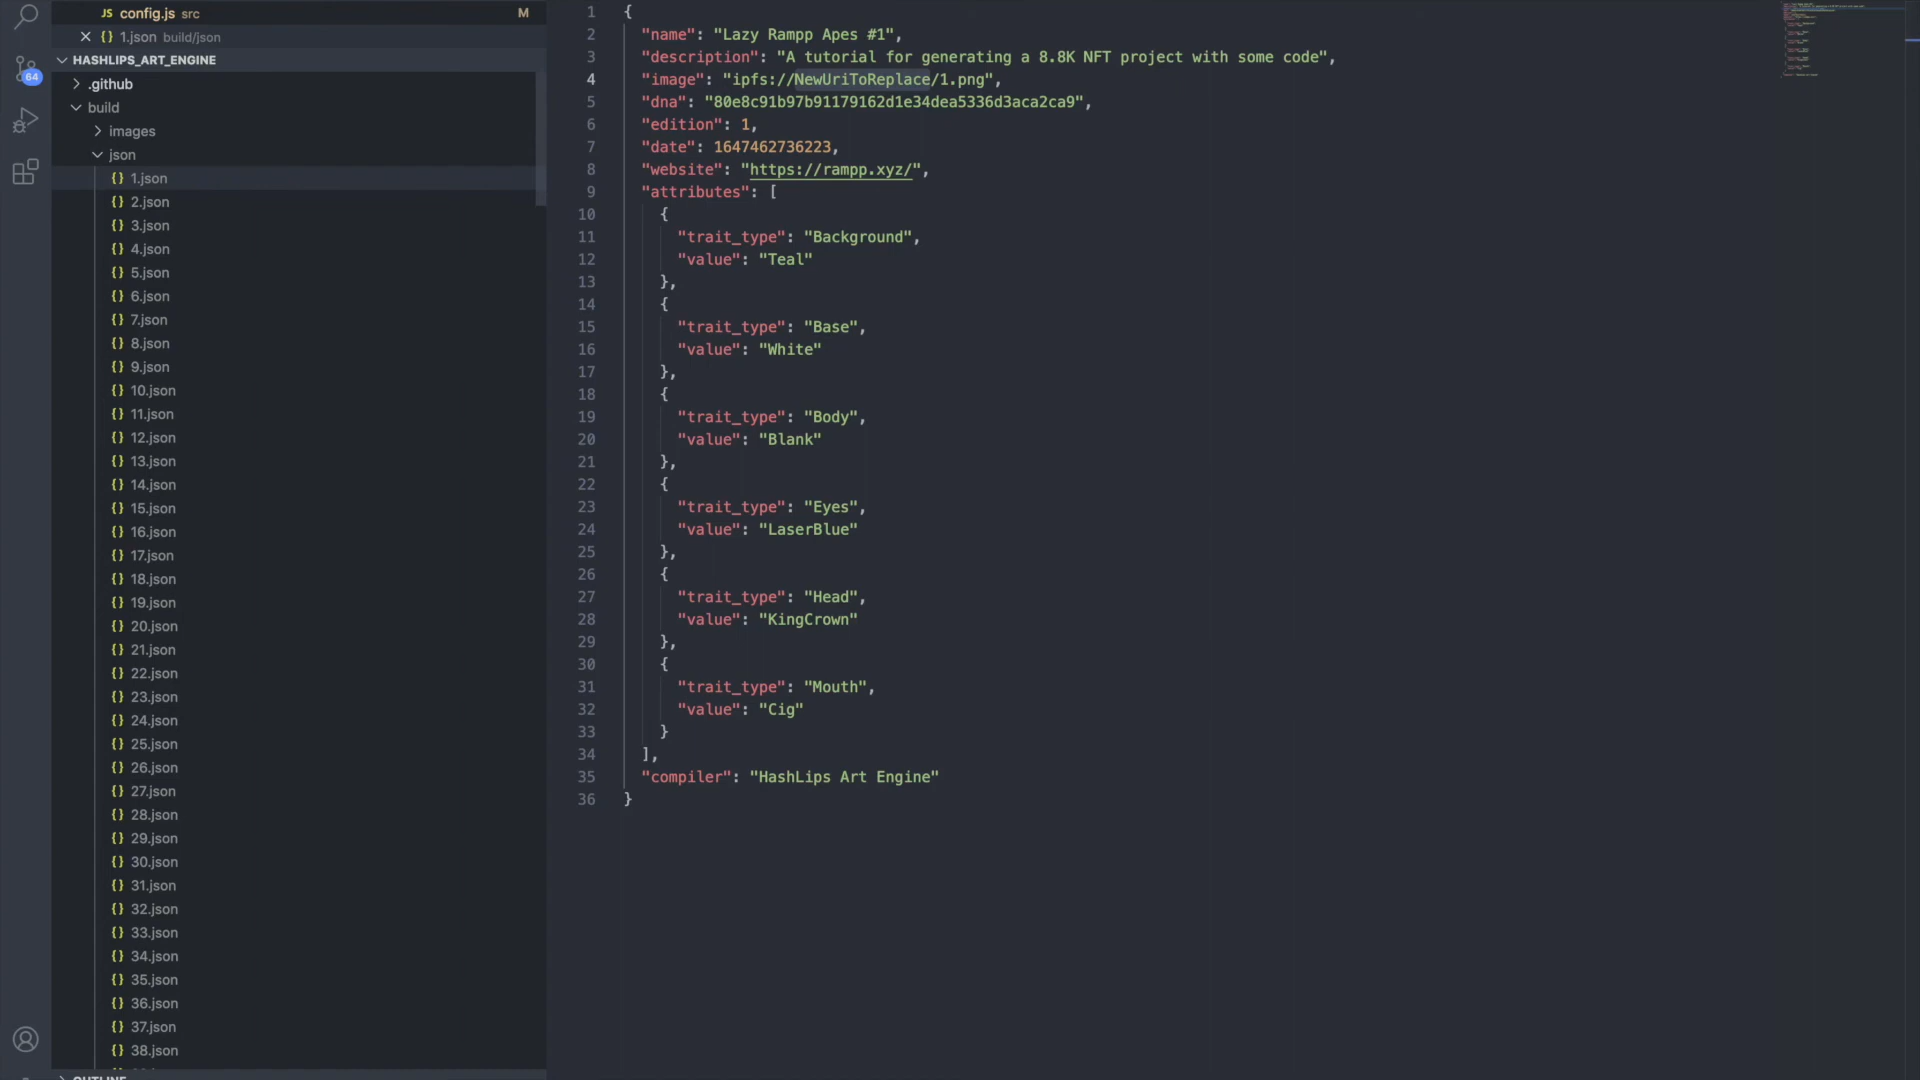 JS config.js src M
{} 1.json build/json
HASHLIPS_ART_ENGINE
64
.github
build
images
json
{} 1.json
{} 2.json
{} 3.json
{} 4.json
{} 5.json
{} 6.json
{} 7.json
{} 8.json
{} 9.json
{} 10.json
{} 11.json
{} 12.json
{} 13.json
{} 14.json
{} 15.json
{} 16.json
{} 17.json
{} 18.json
{} 19.json
{} 20.json
{} 21.json
{} 22.json
{} 23.json
{} 24.json
{} 25.json
{} 26.json
{} 27.json
{} 28.json
{} 29.json
{} 30.json
{} 31.json
{} 32.json
{} 33.json
{} 34.json
{} 35.json
{} 36.json
{} 37.json
{} 38.json
OUTLINE
1 {
2 "name": "Lazy Rampp Apes #1",
3 "description": "A tutorial for generating a 8.8K NFT project with some code",
4 "image": "ipfs://NewUriToReplace/1.png",
5 "dna": "80e8c91b97b91179162d1e34dea5336d3aca2ca9",
6 "edition": 1,
7 "date": 1647462736223,
8 "website": "https://rampp.xyz/",
9 "attributes": [
10 {
11 "trait_type": "Background",
12 "value": "Teal"
13 },
14 {
15 "trait_type": "Base",
16 "value": "White"
17 },
18 {
19 "trait_type": "Body",
20 "value": "Blank"
21 },
22 {
23 "trait_type": "Eyes",
24 "value": "LaserBlue"
25 },
26 {
27 "trait_type": "Head",
28 "value": "KingCrown"
29 },
30 {
31 "trait_type": "Mouth",
32 "value": "Cig"
33 }
34 ],
35 "compiler": "HashLips Art Engine"
36 }